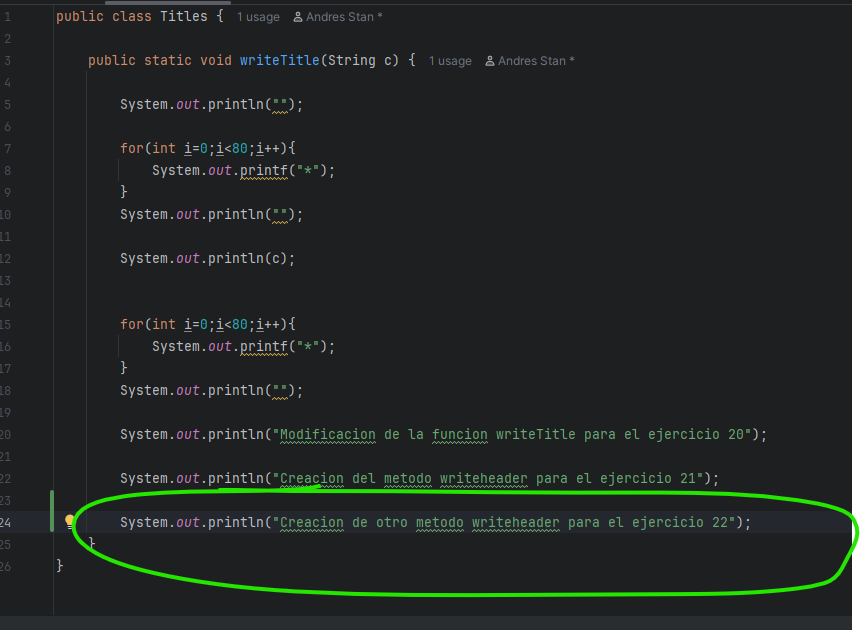 1 public class Titles { 1 usage Andres Stan *
2
3 public static void writeTitle(String c) { 1 usage Andres Stan *
4
5 System.out.println("");
6
7 for(int i=0;i<80;i++){
8 System.out.printf("*");
9 }
10 System.out.println("");
11
12 System.out.println(c);
13
14
15 for(int i=0;i<80;i++){
16 System.out.printf("*");
17 }
18 System.out.println("");
19
20 System.out.println("Modificacion de la funcion writeTitle para el ejercicio 20");
21
22 System.out.println("Creacion del metodo writeheader para el ejercicio 21");
23
24 System.out.println("Creacion de otro metodo writeheader para el ejercicio 22");
25 }
26 }